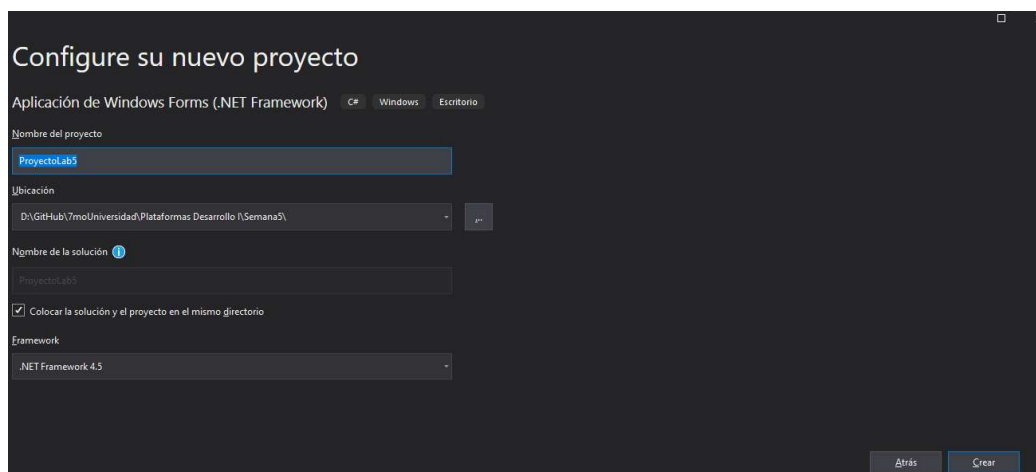 Configure su nuevo proyecto
Aplicación de Windows Forms (.NET Framework) C# Windows Escritorio
Nombre del proyecto
ProyectoLab5
Ubicación
D:\GitHub\7moUniversidad\Plataformas Desarrollo I\Semana5\ ...
Nombre de la solución
ProyectoLab5
Colocar la solución y el proyecto en el mismo directorio
Framework
.NET Framework 4.5
Atrás Crear